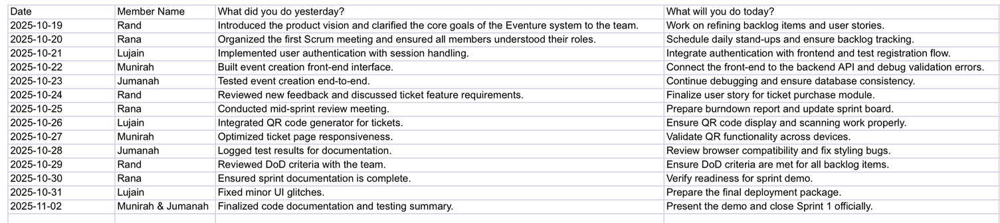 Date Member Name What did you do yesterday? What will you do today?
2025-10-19 Rand Introduced the product vision and clarified the core goals of the Eventure system to the team. Work on refining backlog items and user stories.
2025-10-20 Rana Organized the first Scrum meeting and ensured all members understood their roles. Schedule daily stand-ups and ensure backlog tracking.
2025-10-21 Lujain Implemented user authentication with session handling. Integrate authentication with frontend and test registration flow.
2025-10-22 Munirah Built event creation front-end interface. Connect the front-end to the backend API and debug validation errors.
2025-10-23 Jumanah Tested event creation end-to-end. Continue debugging and ensure database consistency.
2025-10-24 Rand Reviewed new feedback and discussed ticket feature requirements. Finalize user story for ticket purchase module.
2025-10-25 Rana Conducted mid-sprint review meeting. Prepare burndown report and update sprint board.
2025-10-26 Lujain Integrated QR code generator for tickets. Ensure QR code display and scanning work properly.
2025-10-27 Munirah Optimized ticket page responsiveness. Validate QR functionality across devices.
2025-10-28 Jumanah Logged test results for documentation. Review browser compatibility and fix styling bugs.
2025-10-29 Rand Reviewed DoD criteria with the team. Ensure DoD criteria are met for all backlog items.
2025-10-30 Rana Ensured sprint documentation is complete. Verify readiness for sprint demo.
2025-10-31 Lujain Fixed minor UI glitches. Prepare the final deployment package.
2025-11-02 Munirah & Jumanah Finalized code documentation and testing summary. Present the demo and close Sprint 1 officially.